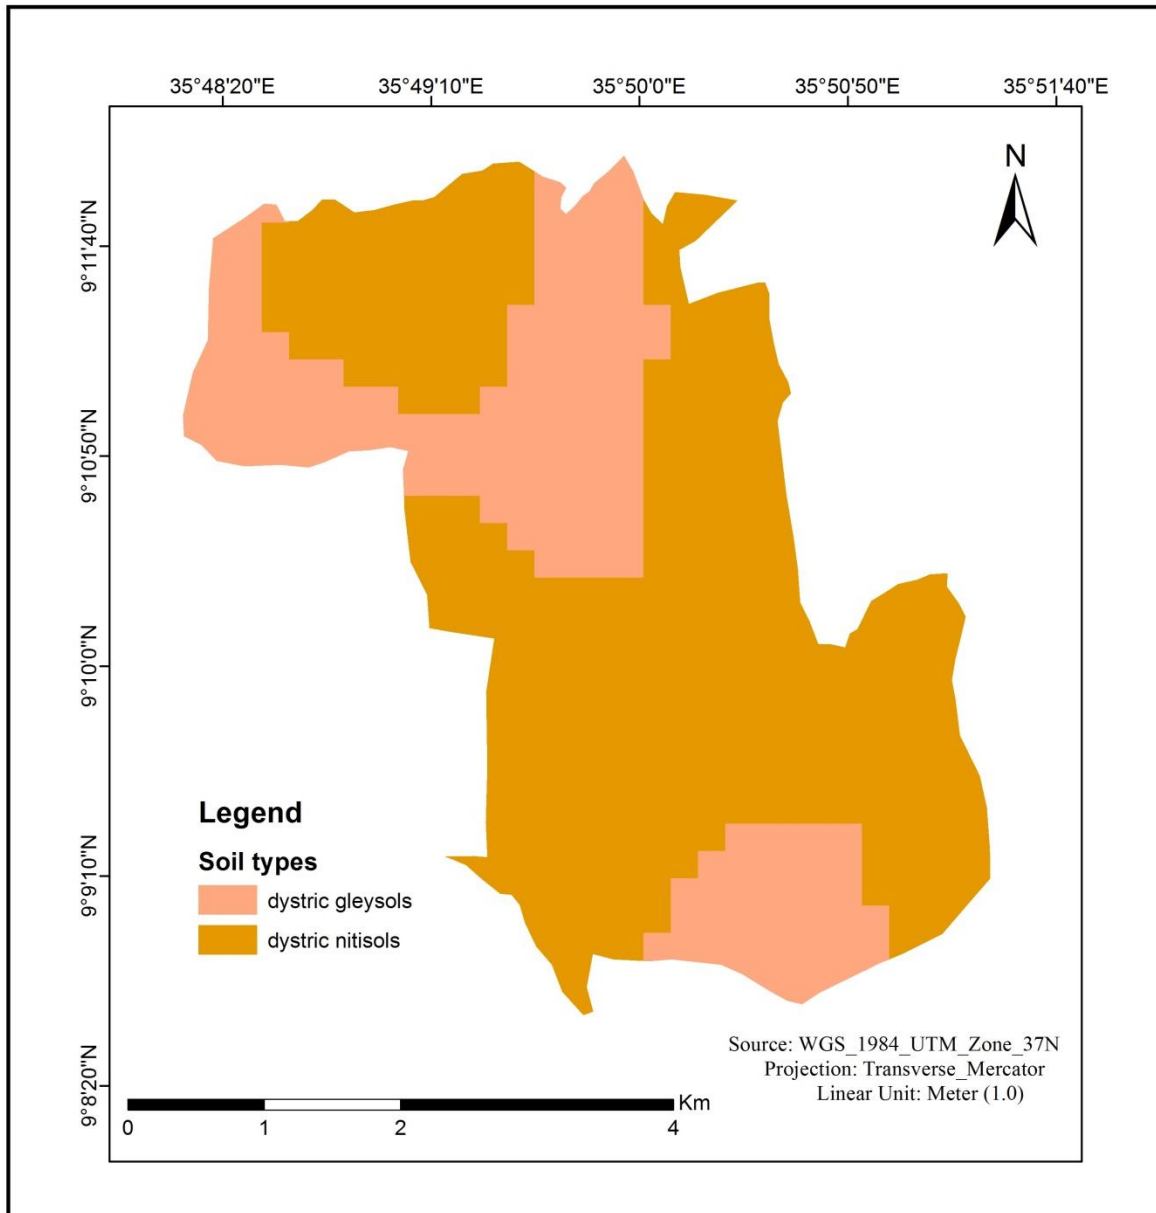 35°48'20"E 35°49'10"E 35°50'0"E 35°50'50"E 35°51'40"E
N
9°11'40"N
9°10'50"N
9°10'0"N
9°9'10"N
9°8'20"N
Legend
Soil types
dystric gleysols
dystric nitisols
Source: WGS_1984_UTM_Zone_37N
Projection: Transverse_Mercator
Linear Unit: Meter (1.0)
Km
0 1 2 4